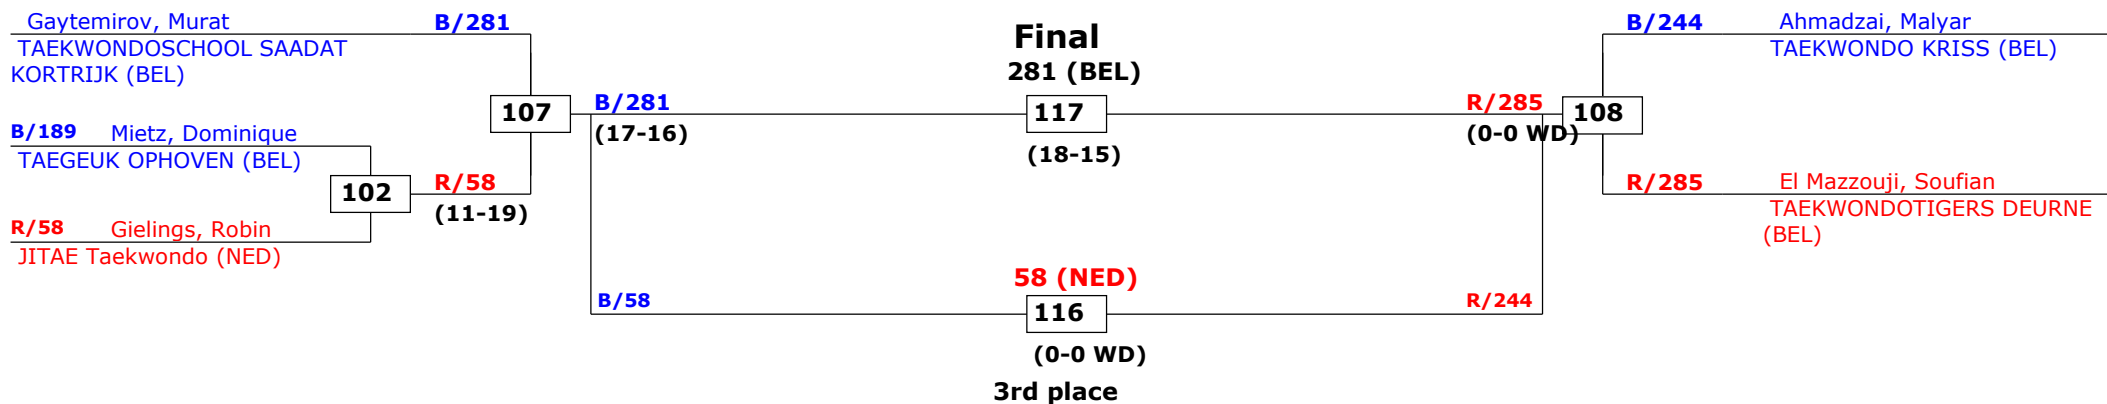 Gaytemirov, Murat
B/281
TAEKWONDOSCHOOL SAADAT
KORTRIJK (BEL)
B/189 Mietz, Dominique
TAEGEUK OPHOVEN (BEL)
R/58 Gielings, Robin
JITAE Taekwondo (NED)
102
R/58
(11-19)
107
B/281
(17-16)
Final
281 (BEL)
117
(18-15)
B/58
58 (NED)
116
(0-0 WD)
3rd place
R/244
R/285
(0-0 WD)
108
B/244
Ahmadzai, Malyar
TAEKWONDO KRISS (BEL)
R/285
El Mazzouji, Soufian
TAEKWONDOTIGERS DEURNE
(BEL)